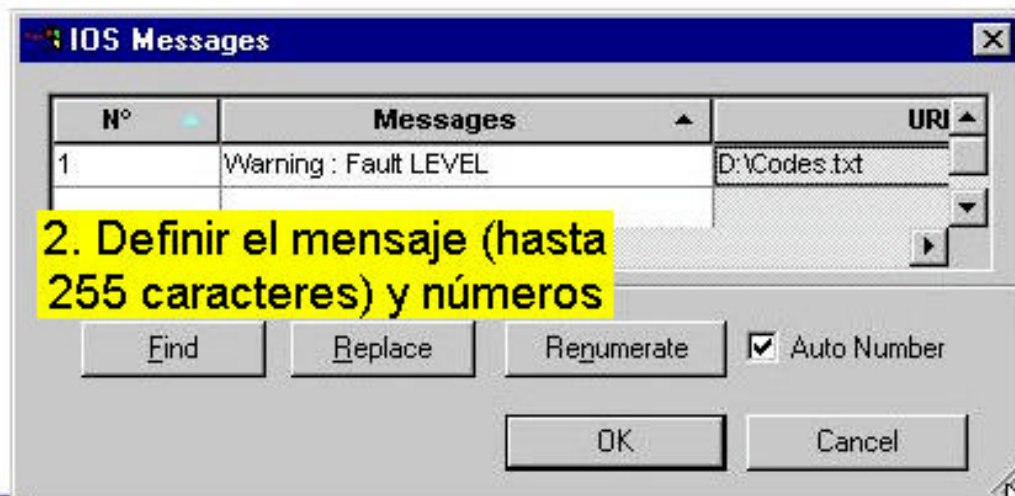 IOS Messages
N° Messages URI
1 Warning : Fault LEVEL D:\Codes.txt
2. Definir el mensaje (hasta
255 caracteres) y números
Find Replace Renumerate Auto Number
OK Cancel